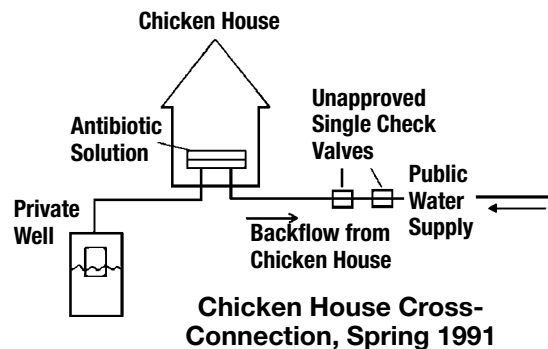 Chicken House
Antibiotic
Solution
Unapproved
Single Check
Valves
Public
Water
Supply
Private
Well
Backflow from
Chicken House
Chicken House Cross-
Connection, Spring 1991